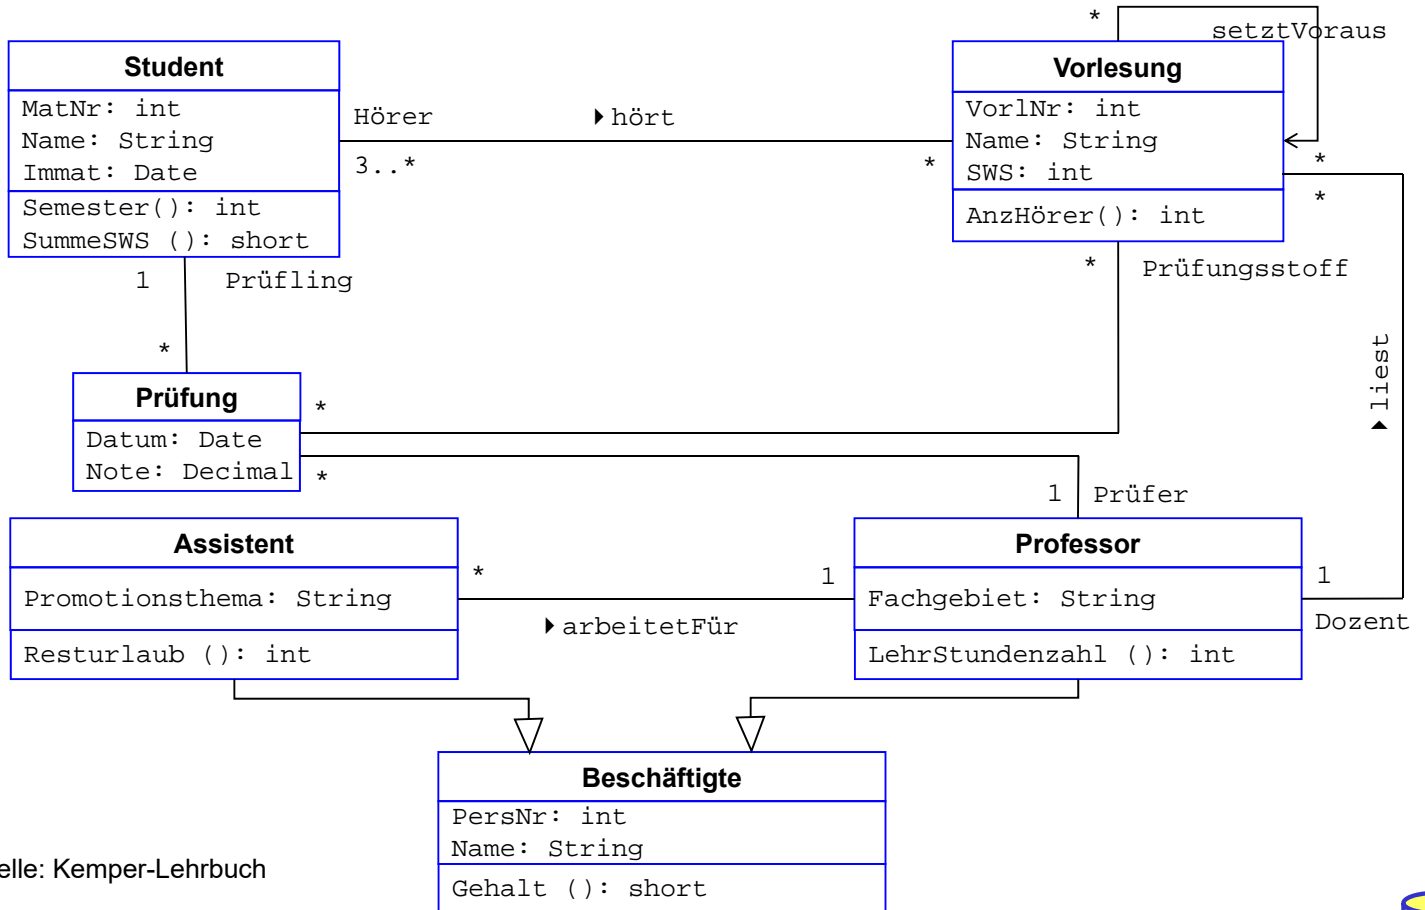 *
setztVoraus
Student
MatNr: int
Name: String
Immat: Date
Semester(): int
SummeSWS (): short
Hörer
hört
3..*
*
Vorlesung
VorlNr: int
Name: String
SWS: int
AnzHörer(): int
*
*
1
Prüfling
*
Prüfungsstoff
*
liest
Prüfung
Datum: Date
Note: Decimal
*
*
1
Prüfer
Assistent
Promotionsthema: String
Resturlaub (): int
*
1
arbeitetFür
Professor
Fachgebiet: String
LehrStundenzahl (): int
1
Dozent
Beschäftigte
PersNr: int
Name: String
Gehalt (): short
elle: Kemper-Lehrbuch